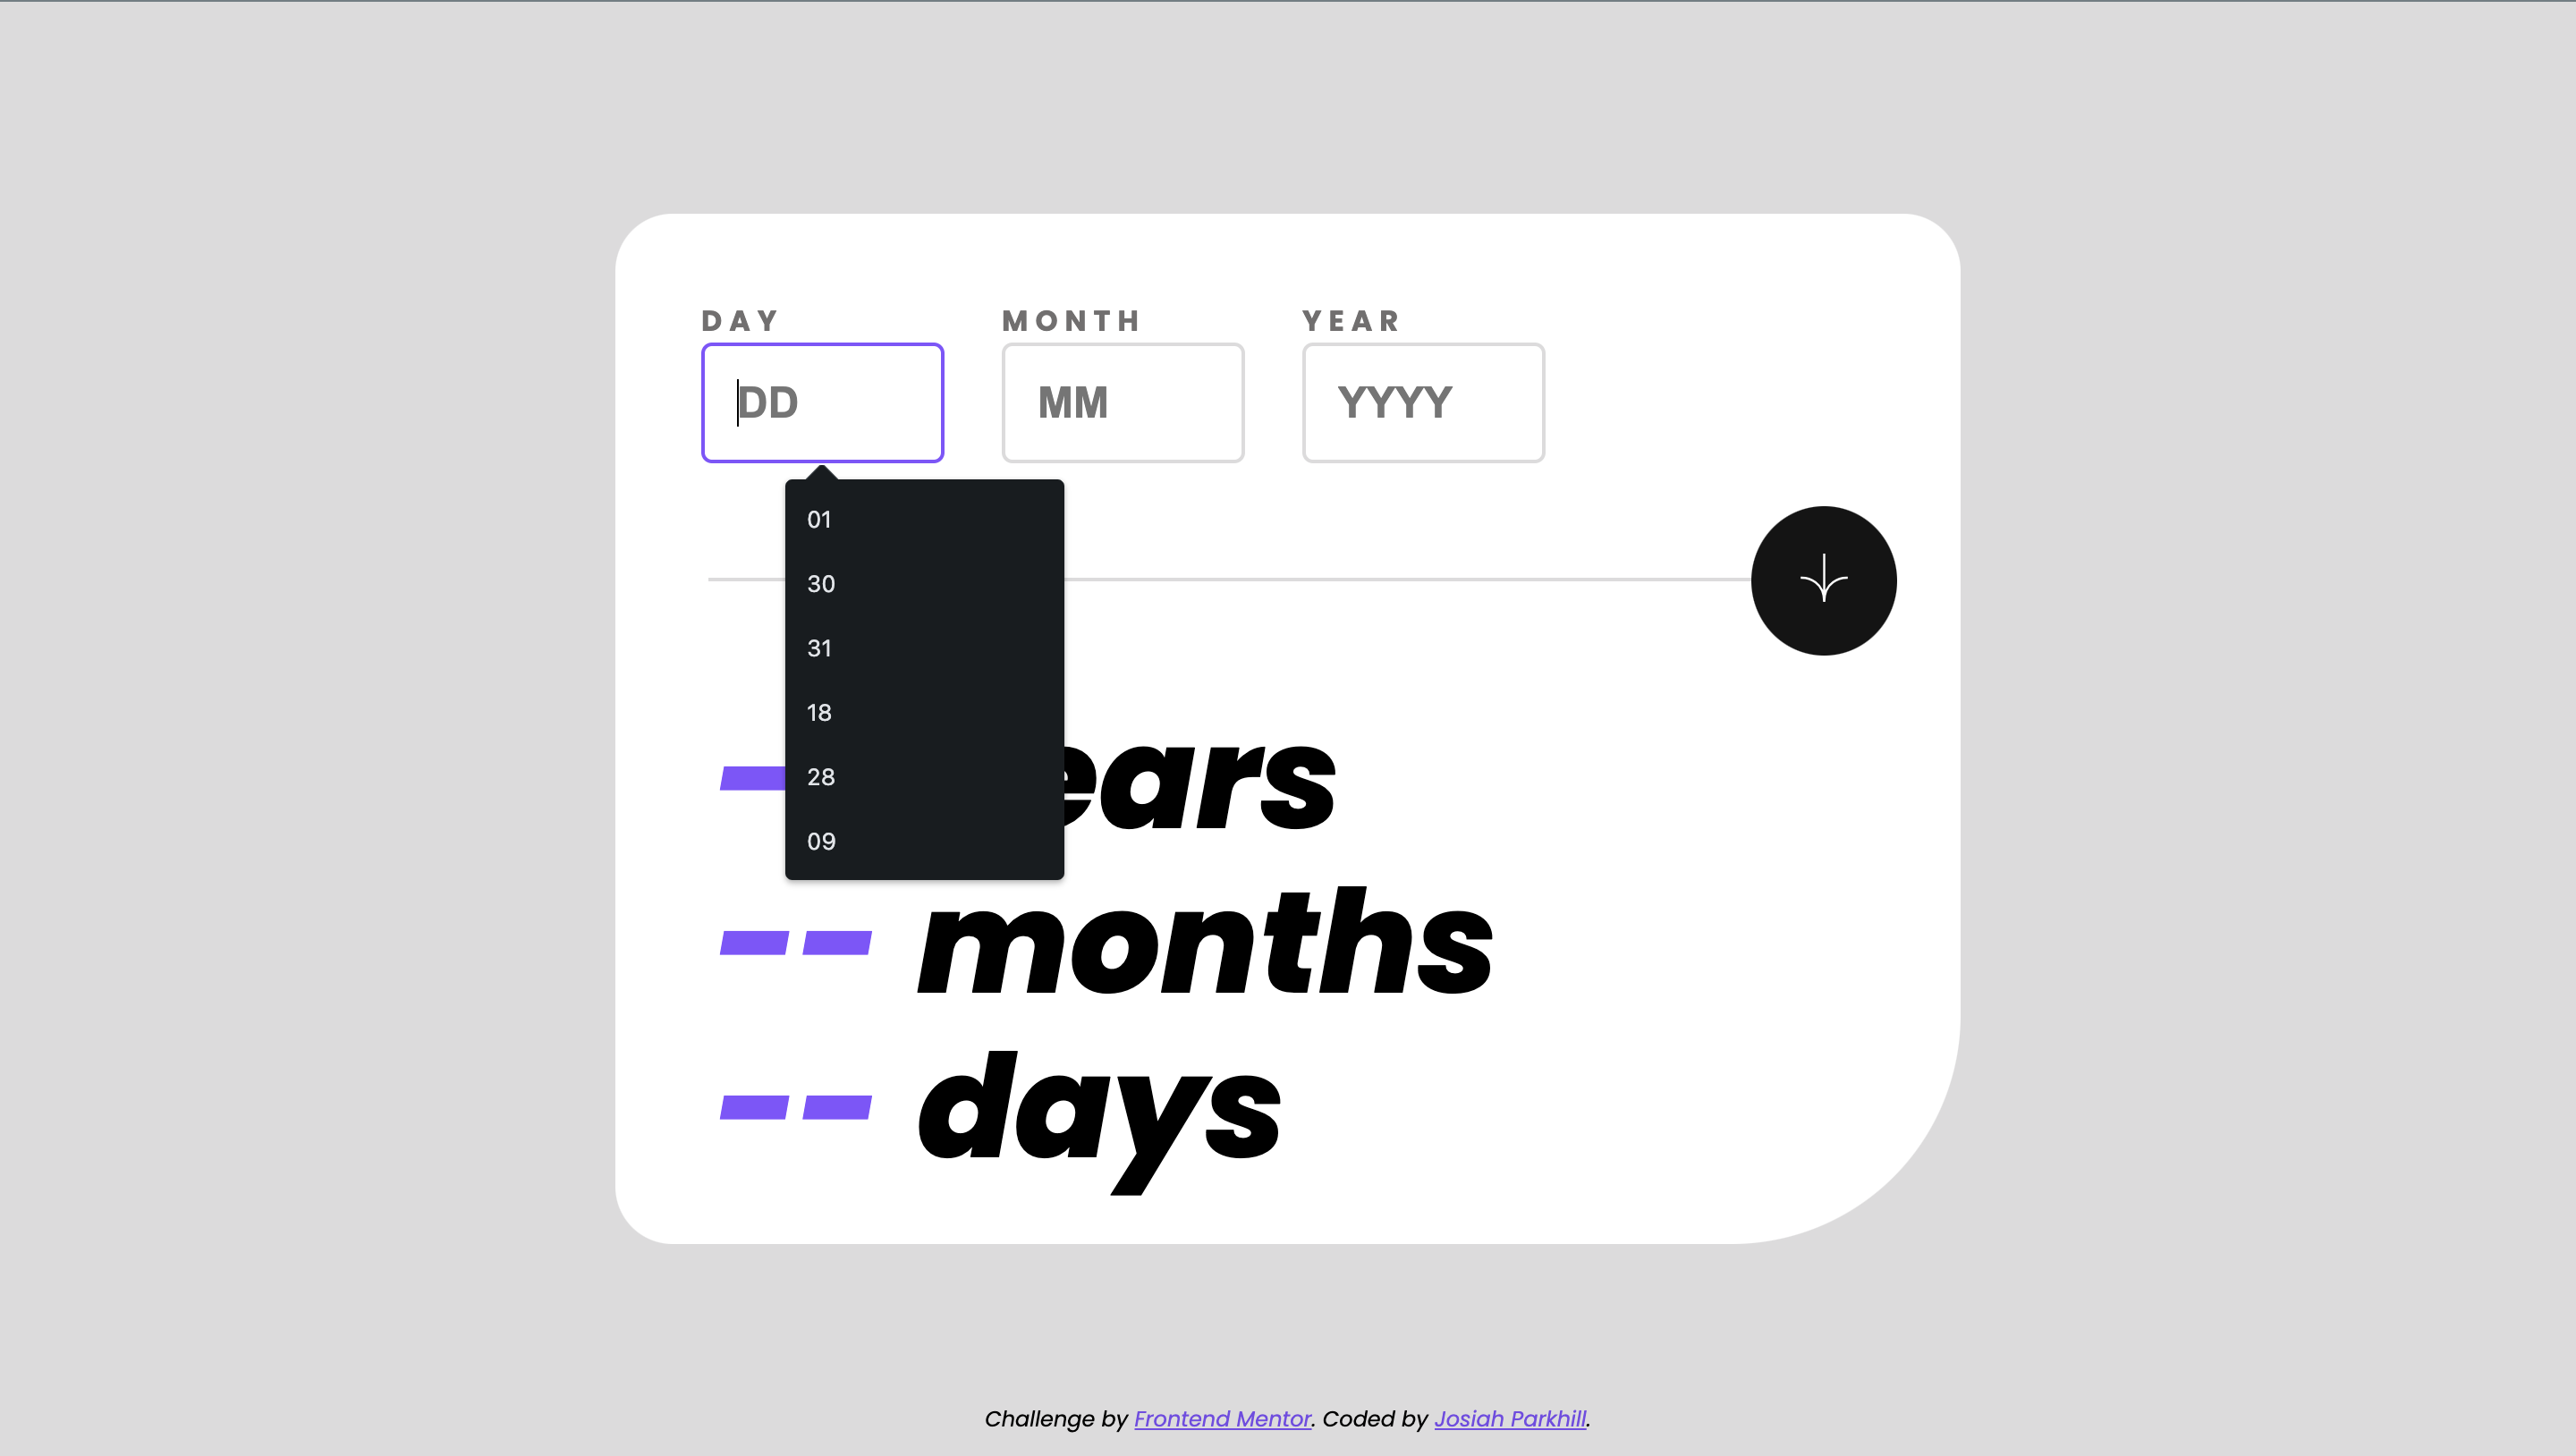 DAY MONTH YEAR
DD MM YYYY
01
30
31
18
28
09
ears
-- months
-- days
Challenge by Frontend Mentor. Coded by Josiah Parkhill.